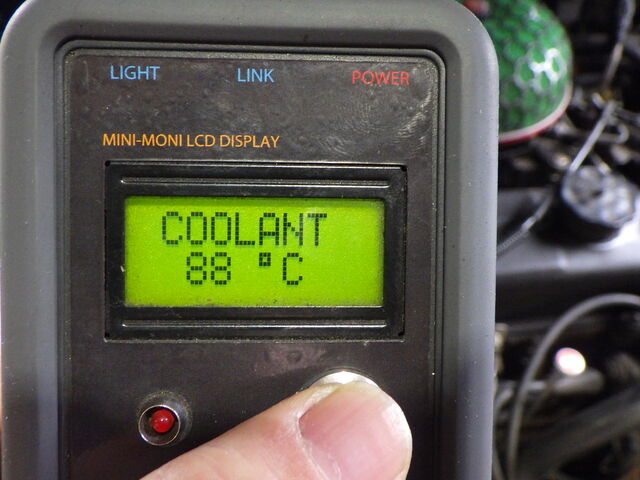 LIGHT LINK POWER
MINI-MONI LCD DISPLAY
COOLANT
88 °C